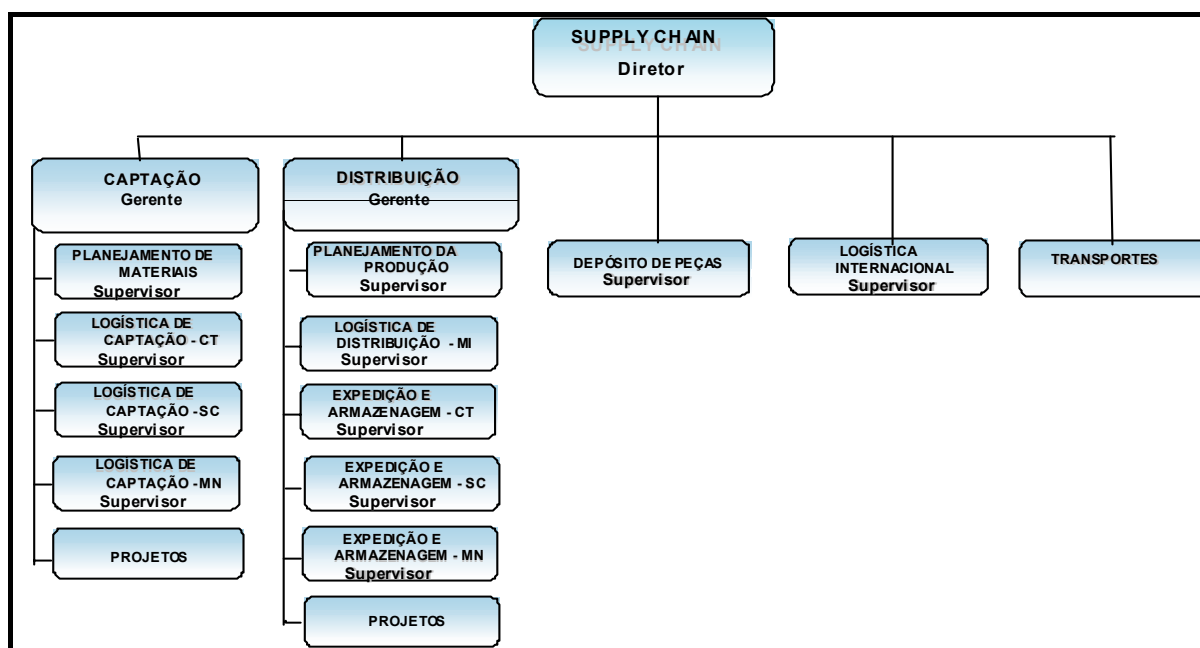 SUPPLY CHAIN
Diretor
CAPTAÇÃO
Gerente
PLANEJAMENTO DE
MATERIAIS
Supervisor
LOGÍSTICA DE
CAPTAÇÃO - CT
Supervisor
LOGÍSTICA DE
CAPTAÇÃO - SC
Supervisor
LOGÍSTICA DE
CAPTAÇÃO - MN
Supervisor
PROJETOS
DISTRIBUIÇÃO
Gerente
PLANEJAMENTO DA
PRODUÇÃO
Supervisor
LOGÍSTICA DE
DISTRIBUIÇÃO - MI
Supervisor
EXPEDIÇÃO E
ARMAZENAGEM - CT
Supervisor
EXPEDIÇÃO E
ARMAZENAGEM - SC
Supervisor
EXPEDIÇÃO E
ARMAZENAGEM - MN
Supervisor
PROJETOS
DEPÓSITO DE PEÇAS
Supervisor
LOGÍSTICA
INTERNACIONAL
Supervisor
TRANSPORTES